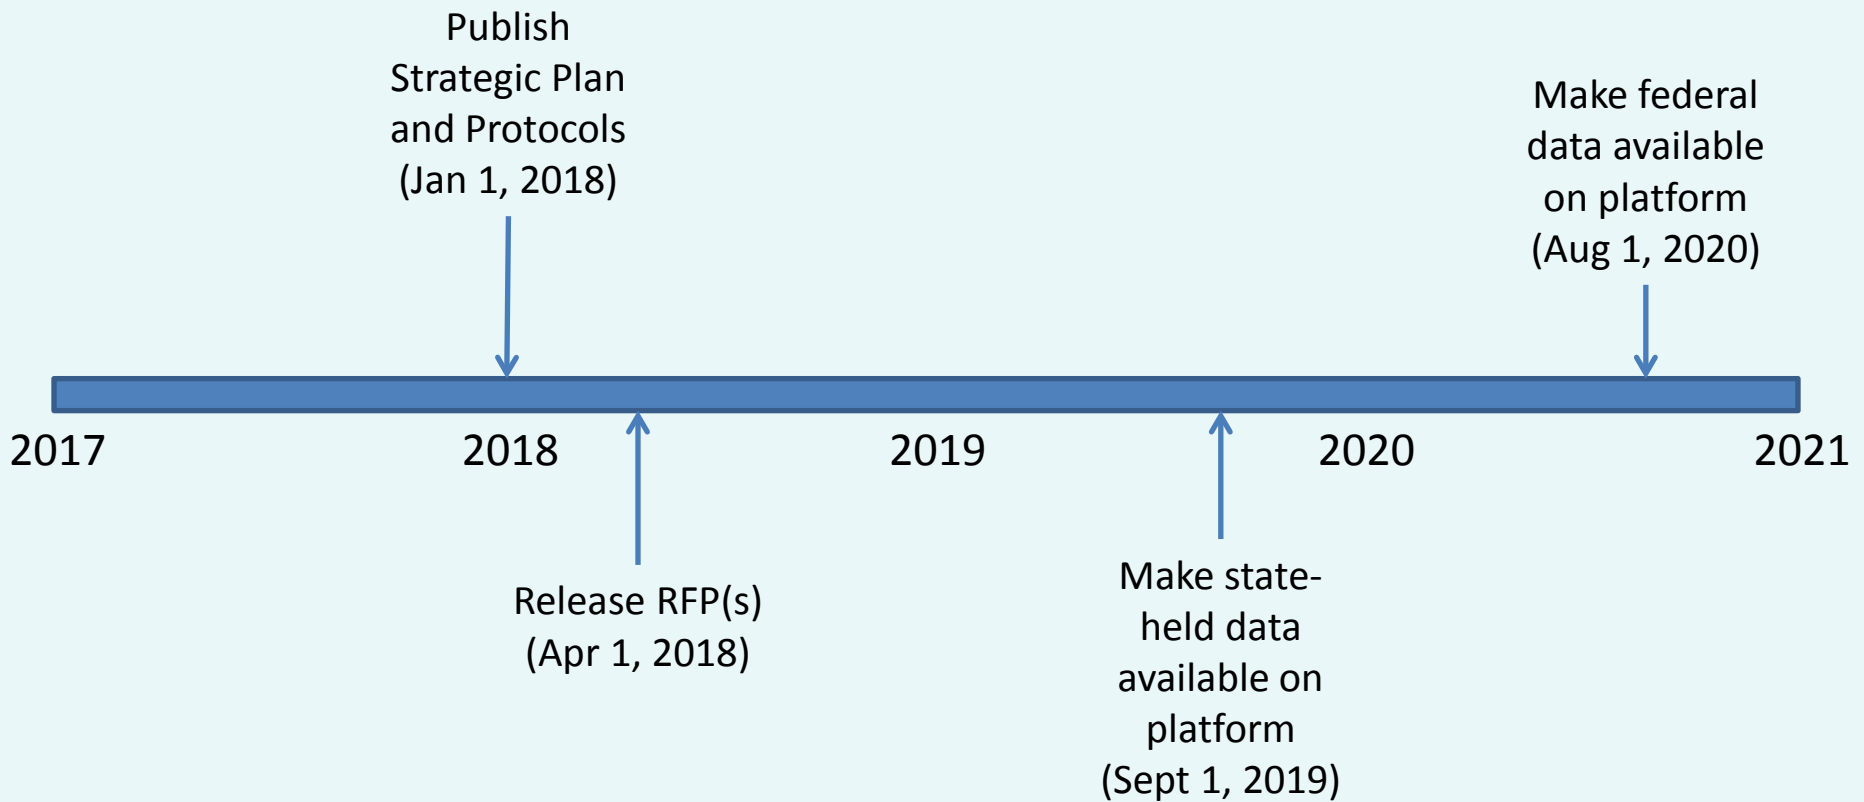 Publish
Strategic Plan
and Protocols
(Jan 1, 2018)
Make federal
data available
on platform
(Aug 1, 2020)
2017
2018
2019
2020
2021
Release RFP(s)
(Apr 1, 2018)
Make state-
held data
available on
platform
(Sept 1, 2019)